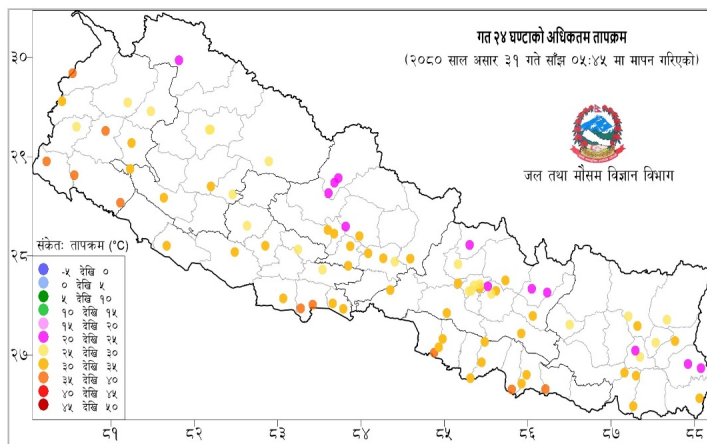 गत २४ घण्टाको अधिकतम तापक्रम
(२०८० साल असार ३१ गते साँझ ०५:४५ मा मापन गरिएको)
जल तथा मौसम विज्ञान विभाग
३०
२९
२८
२७
संकेतः तापक्रम (°C)
-५ देखि ०
० देखि ५
५ देखि १०
१० देखि १५
१५ देखि २०
२० देखि २५
२५ देखि ३०
३० देखि ३५
३५ देखि ४०
४० देखि ४५
४५ देखि ५०
८१ ८२ ८३ ८४ ८५ ८६ ८७ ८८